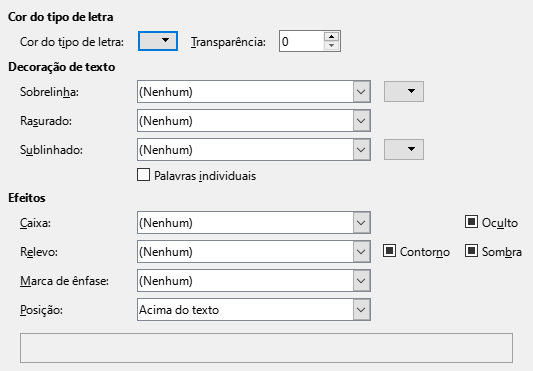 Cor do tipo de letra
Cor do tipo de letra: Transparência: 0
Decoração de texto
Sobrelinha: (Nenhum)
Rasurado: (Nenhum)
Sublinhado: (Nenhum)
Palavras individuais
Efeitos
Caixa: (Nenhum) Oculto
Relevo: (Nenhum) Contorno Sombra
Marca de ênfase: (Nenhum)
Posição: Acima do texto